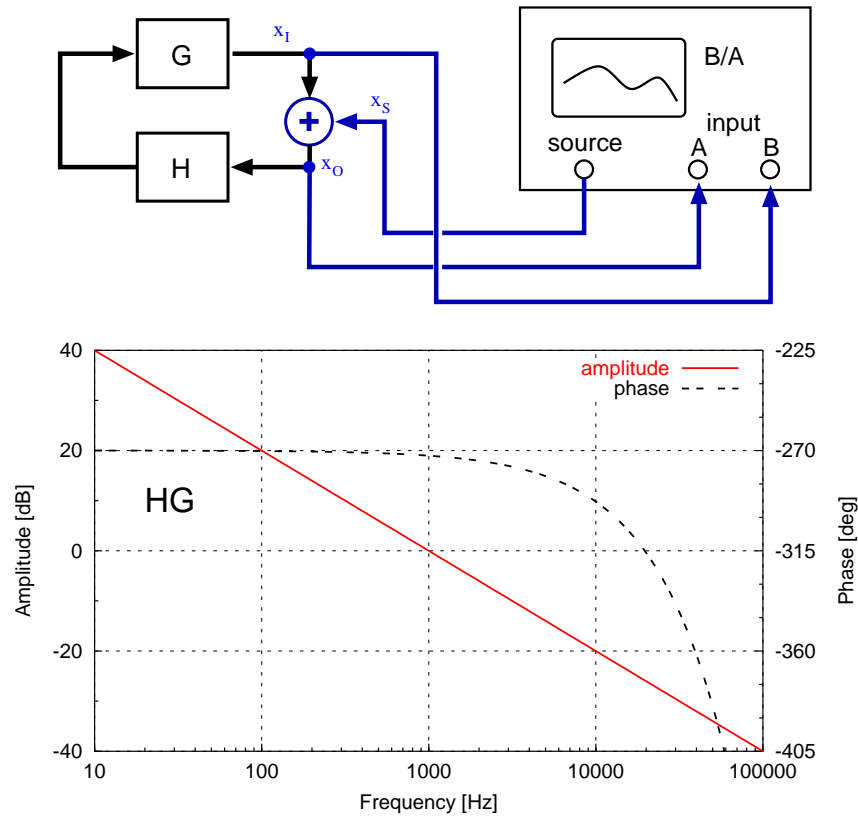 G
x_I
B/A
x_S
+
source
input
A
B
H
x_O
amplitude
phase
HG
Amplitude [dB]
40
20
0
-20
-40
Phase [deg]
-225
-270
-315
-360
-405
10
100
1000
10000
100000
Frequency [Hz]